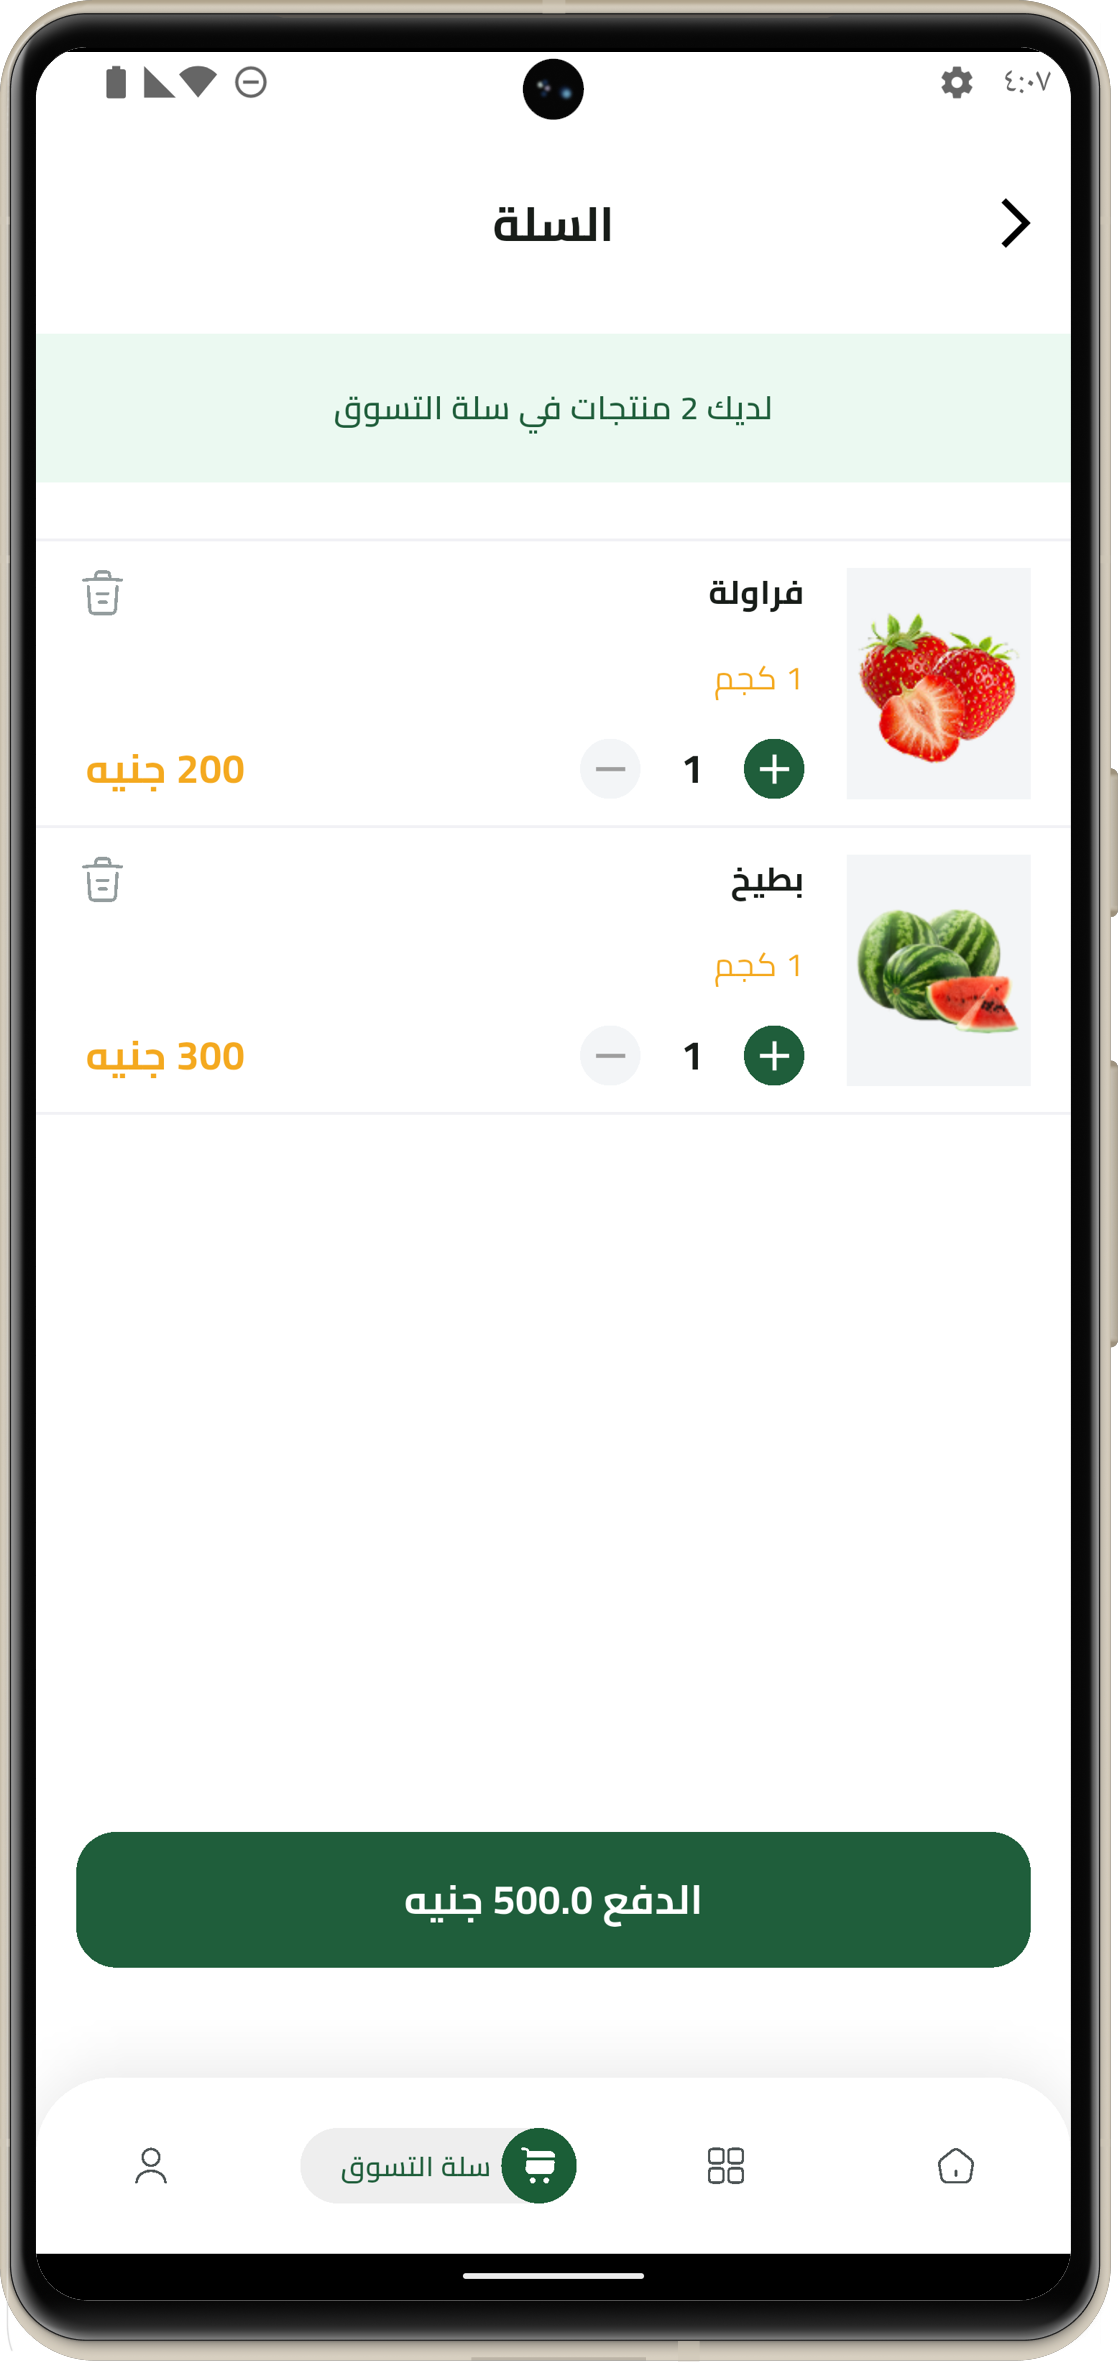 ٤:٠٧
السلة
لديك 2 منتجات في سلة التسوق
فراولة
1 كجم
1
200 جنيه
بطيخ
1 كجم
1
300 جنيه
الدفع 500.0 جنيه
سلة التسوق